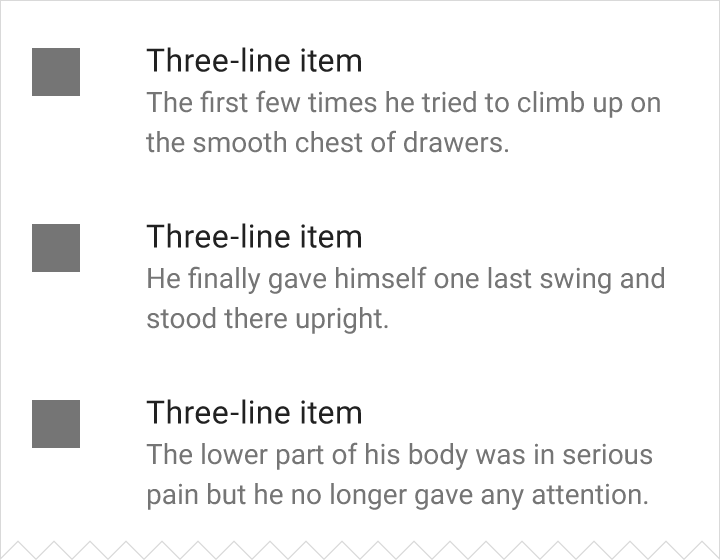 Three-line item
The first few times he tried to climb up on
the smooth chest of drawers.
Three-line item
He finally gave himself one last swing and
stood there upright.
Three-line item
The lower part of his body was in serious
pain but he no longer gave any attention.